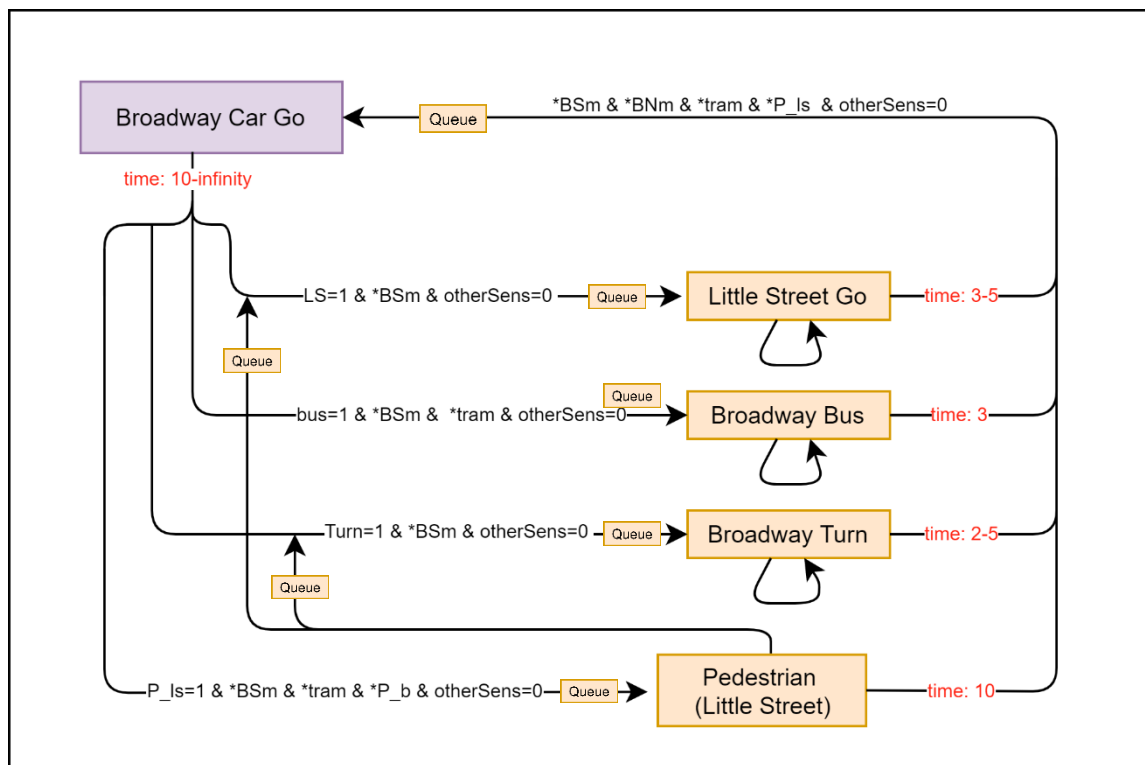 *BSm & *BNm & *tram & *P_ls & otherSens=0
Broadway Car Go
Queue
time: 10-infinity
LS=1 & *BSm & otherSens=0
Queue
Little Street Go
time: 3-5
Queue
Queue
bus=1 & *BSm & *tram & otherSens=0
Broadway Bus
time: 3
Turn=1 & *BSm & otherSens=0
Queue
Broadway Turn
time: 2-5
Queue
P_ls=1 & *BSm & *tram & *P_b & otherSens=0
Queue
Pedestrian
(Little Street)
time: 10